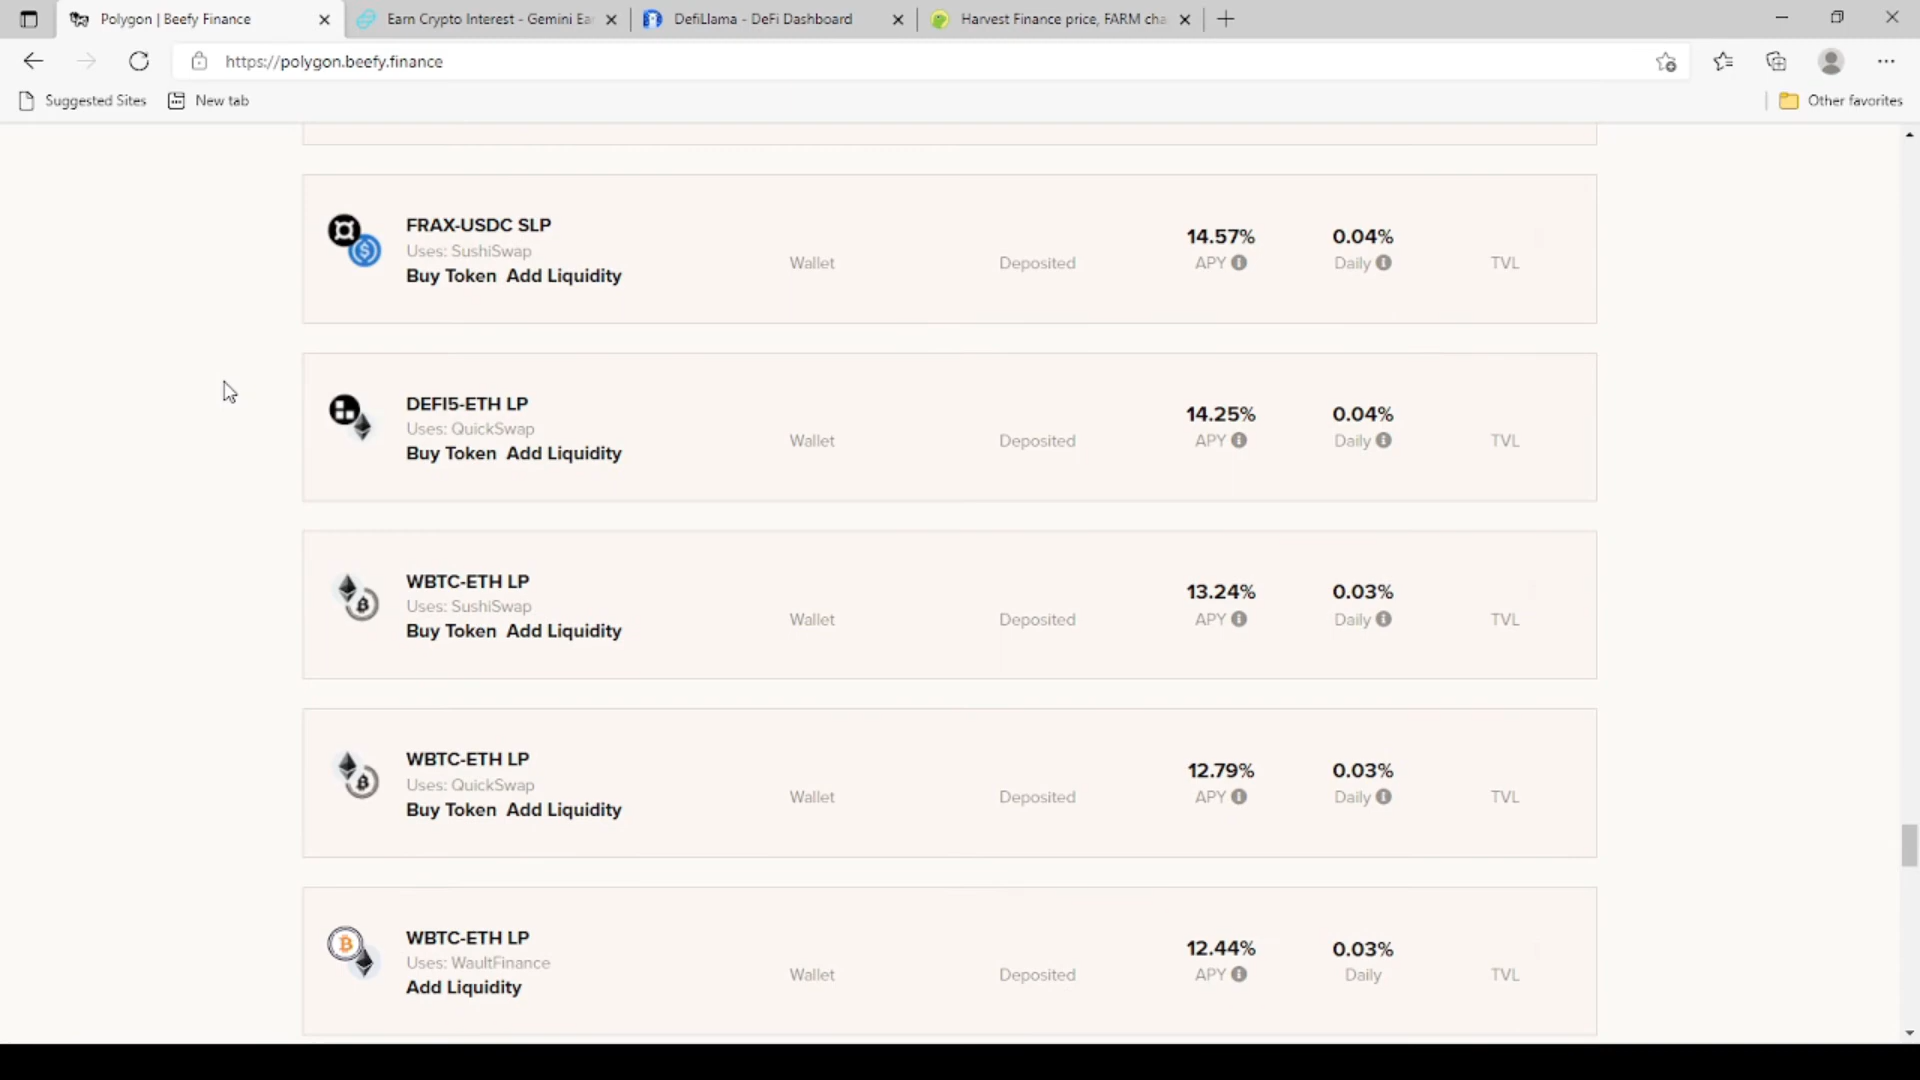 Polygon | Beefy Finance
Earn Crypto Interest - Gemini Ea
DefiLlama - DeFi Dashboard
Harvest Finance price, FARM cha
https://polygon.beefy.finance
Suggested Sites
New tab
Other favorites
FRAX-USDC SLP
Uses: SushiSwap
Buy Token Add Liquidity
Wallet
Deposited
14.57%
APY
0.04%
Daily
TVL
DEFI5-ETH LP
Uses: QuickSwap
Buy Token Add Liquidity
Wallet
Deposited
14.25%
APY
0.04%
Daily
TVL
WBTC-ETH LP
Uses: SushiSwap
Buy Token Add Liquidity
Wallet
Deposited
13.24%
APY
0.03%
Daily
TVL
WBTC-ETH LP
Uses: QuickSwap
Buy Token Add Liquidity
Wallet
Deposited
12.79%
APY
0.03%
Daily
TVL
WBTC-ETH LP
Uses: WaultFinance
Add Liquidity
Wallet
Deposited
12.44%
APY
0.03%
Daily
TVL